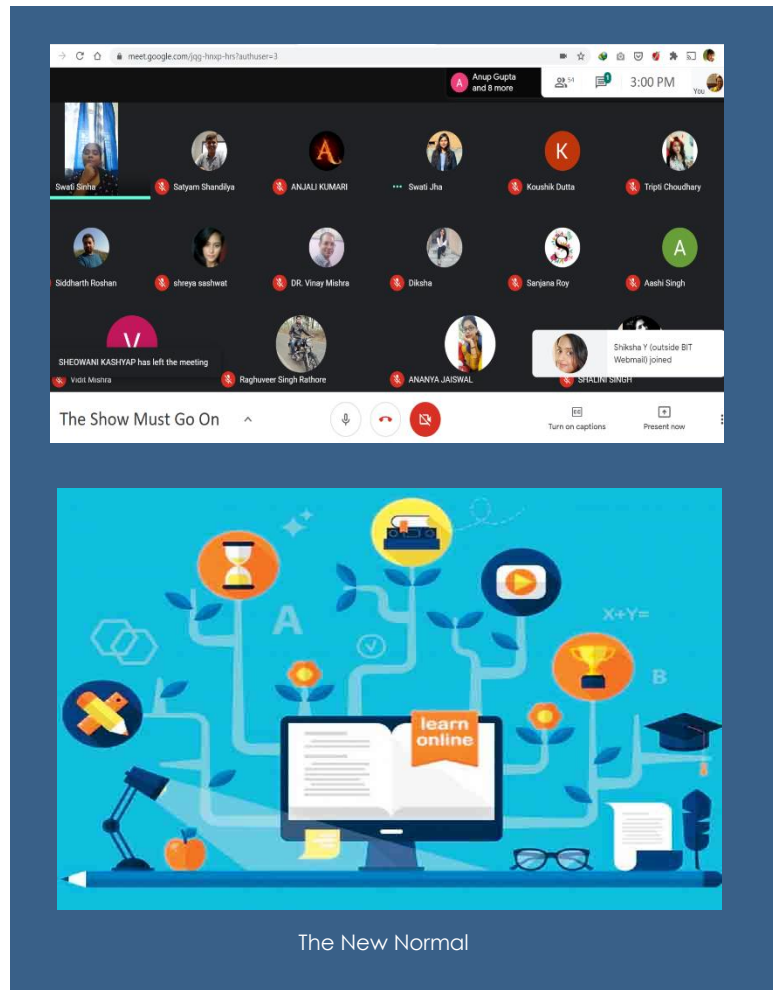 meet.google.com/jqg-hnxp-hrs?authuser=3
Anup Gupta
and 8 more
54
1
3:00 PM
You
A
A
K
Swati Sinha
Satyam Shandilya
ANJALI KUMARI
Swati Jha
Koushik Dutta
Tripti Choudhary
S
A
Siddharth Roshan
shreya sashwat
DR. Vinay Mishra
Diksha
Sanjana Roy
Aashi Singh
V
SHEOWANI KASHYAP has left the meeting
Shiksha Y (outside BIT
Webmail) joined
Vidit Mishra
Raghuveer Singh Rathore
ANANYA JAISWAL
SHALINI SINGH
The Show Must Go On
Turn on captions
Present now
A
X+Y=
B
learn
online
The New Normal